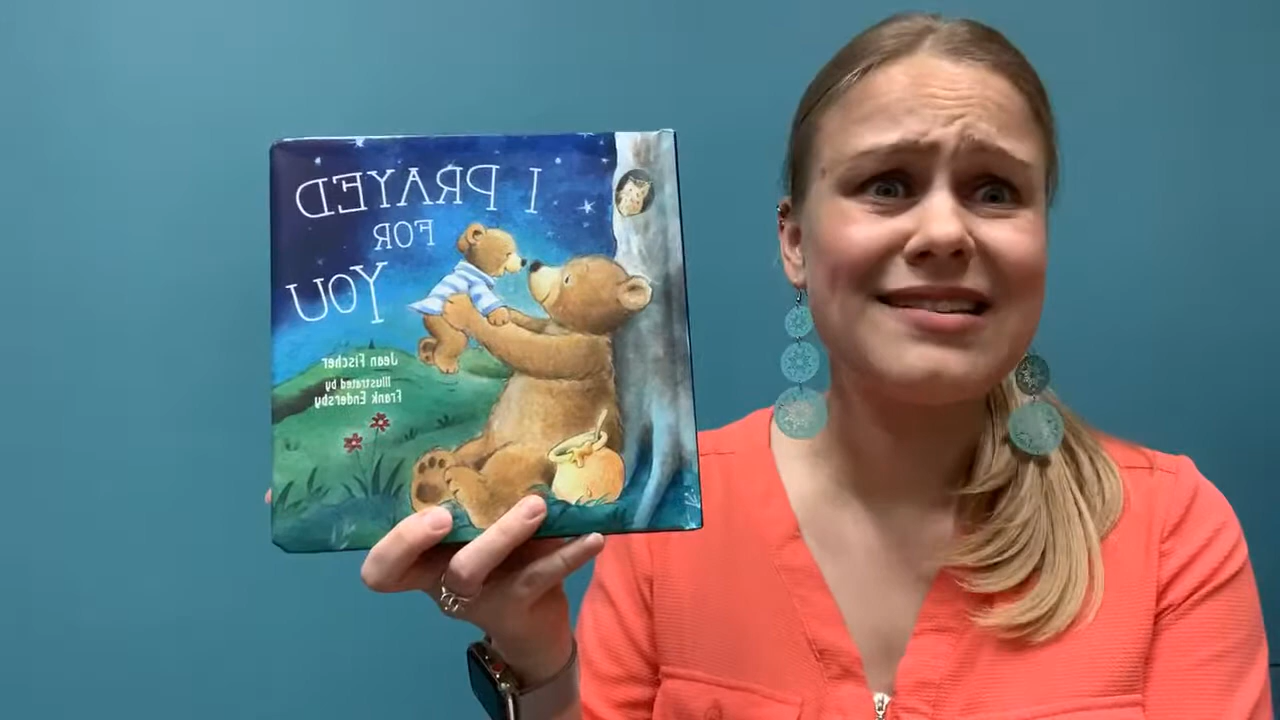 I PRAYED
FOR
YOU
Jean Fischer
Illustrated by
Frank Endersby